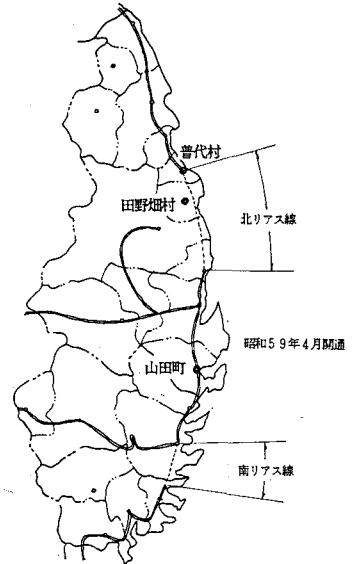 普代村
田野畑村
北リアス線
昭和59年4月開通
山田町
南リアス線